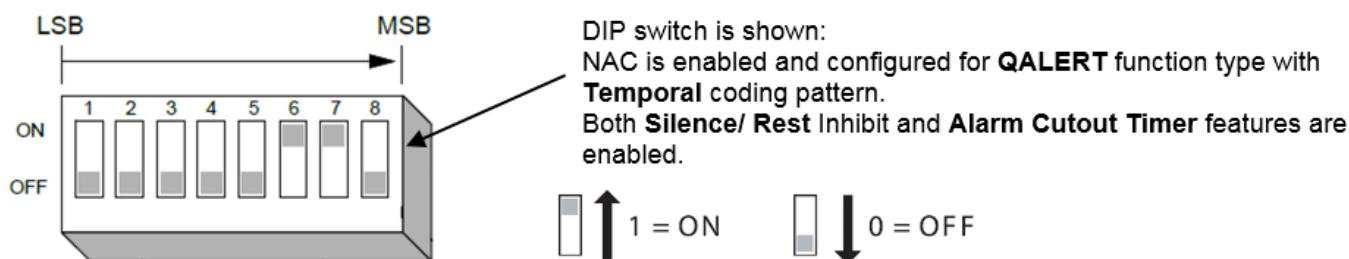 LSB MSB
1 2 3 4 5 6 7 8
ON
OFF
DIP switch is shown:
NAC is enabled and configured for QALERT function type with
Temporal coding pattern.
Both Silence/ Rest Inhibit and Alarm Cutout Timer features are
enabled.
1 = ON 0 = OFF